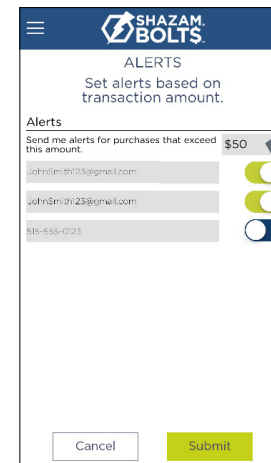 SHAZAM.
BOLT$.
ALERTS
Set alerts based on
transaction amount.
Alerts
Send me alerts for purchases that exceed
this amount.
$50
JohnSmith123@gmail.com
JohnSmith123@gmail.com
515-555-0123
Cancel
Submit